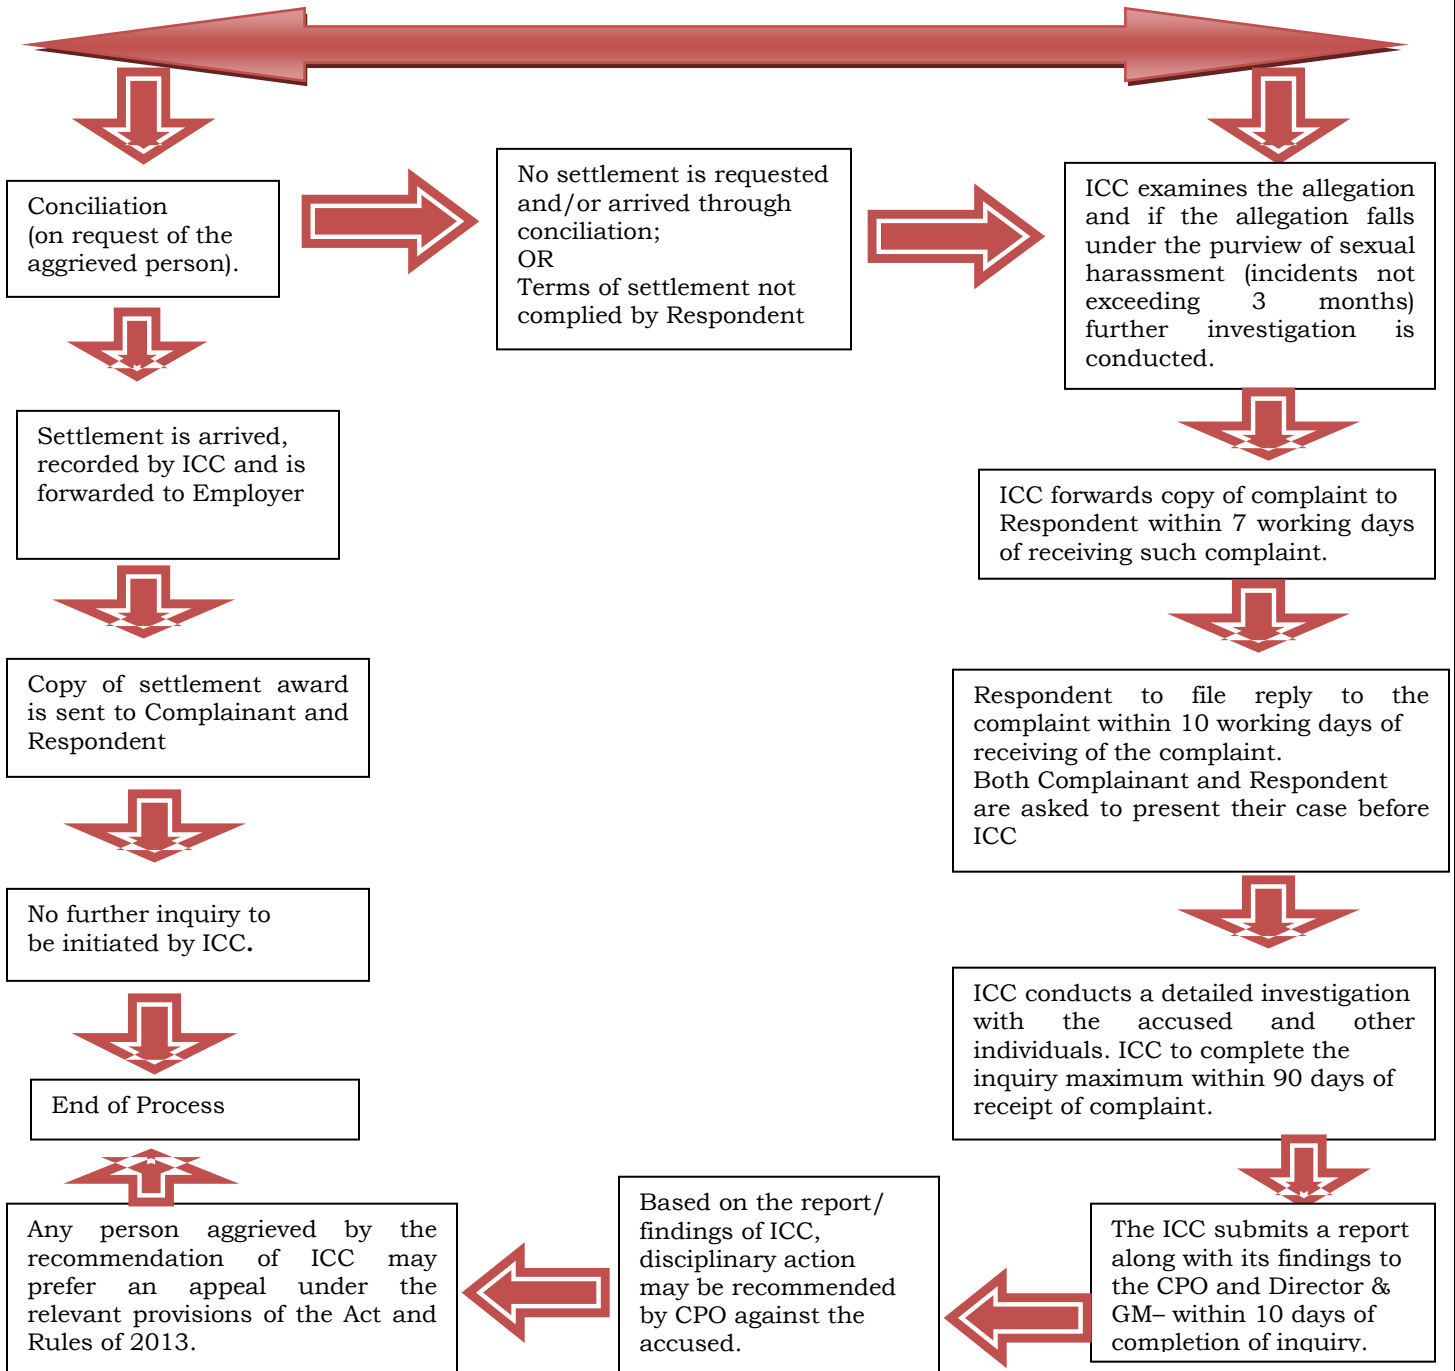 Conciliation
(on request of the
aggrieved person).
No settlement is requested
and/or arrived through
conciliation;
OR
Terms of settlement not
complied by Respondent
ICC examines the allegation
and if the allegation falls
under the purview of sexual
harassment (incidents not
exceeding 3 months)
further investigation is
conducted.
Settlement is arrived,
recorded by ICC and is
forwarded to Employer
ICC forwards copy of complaint to
Respondent within 7 working days
of receiving such complaint.
Copy of settlement award
is sent to Complainant and
Respondent
Respondent to file reply to the
complaint within 10 working days of
receiving of the complaint.
Both Complainant and Respondent
are asked to present their case before
ICC
No further inquiry to
be initiated by ICC.
ICC conducts a detailed investigation
with the accused and other
individuals. ICC to complete the
inquiry maximum within 90 days of
receipt of complaint.
End of Process
The ICC submits a report
along with its findings to
the CPO and Director &
GM– within 10 days of
completion of inquiry.
Based on the report/
findings of ICC,
disciplinary action
may be recommended
by CPO against the
accused.
Any person aggrieved by the
recommendation of ICC may
prefer an appeal under the
relevant provisions of the Act and
Rules of 2013.